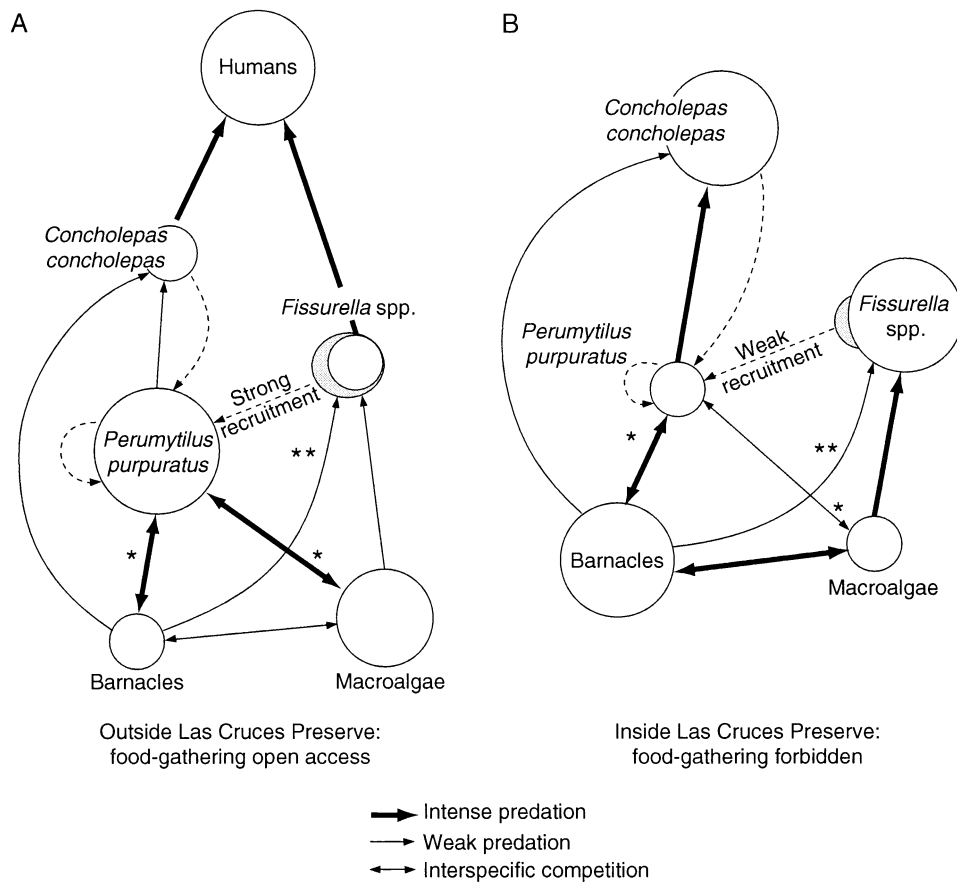 A
Humans
Concholepas
concholepas
Fissurella spp.
Strong
recruitment
Perumytilus
purpuratus
**
*
*
Barnacles
Macroalgae
Outside Las Cruces Preserve:
food-gathering open access
B
Concholepas
concholepas
Perumytilus
purpuratus
Weak
recruitment
Fissurella
spp.
*
**
*
Barnacles
Macroalgae
Inside Las Cruces Preserve:
food-gathering forbidden
Intense predation
Weak predation
Interspecific competition